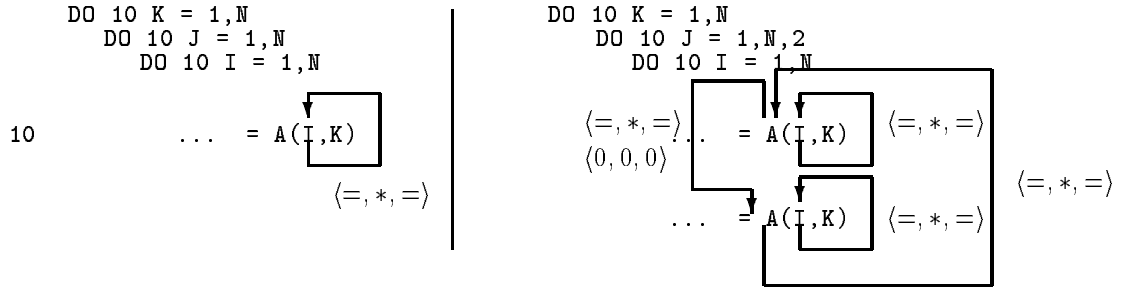 DO 10 K = 1,N
DO 10 J = 1,N
DO 10 I = 1,N
10 ... = A(I,K)
⟨=, ∗, =⟩
DO 10 K = 1,N
DO 10 J = 1,N,2
DO 10 I = 1,N
⟨=, ∗, =⟩ ... = A(I,K) ⟨=, ∗, =⟩
⟨0, 0, 0⟩
⟨=, ∗, =⟩
... = A(I,K) ⟨=, ∗, =⟩